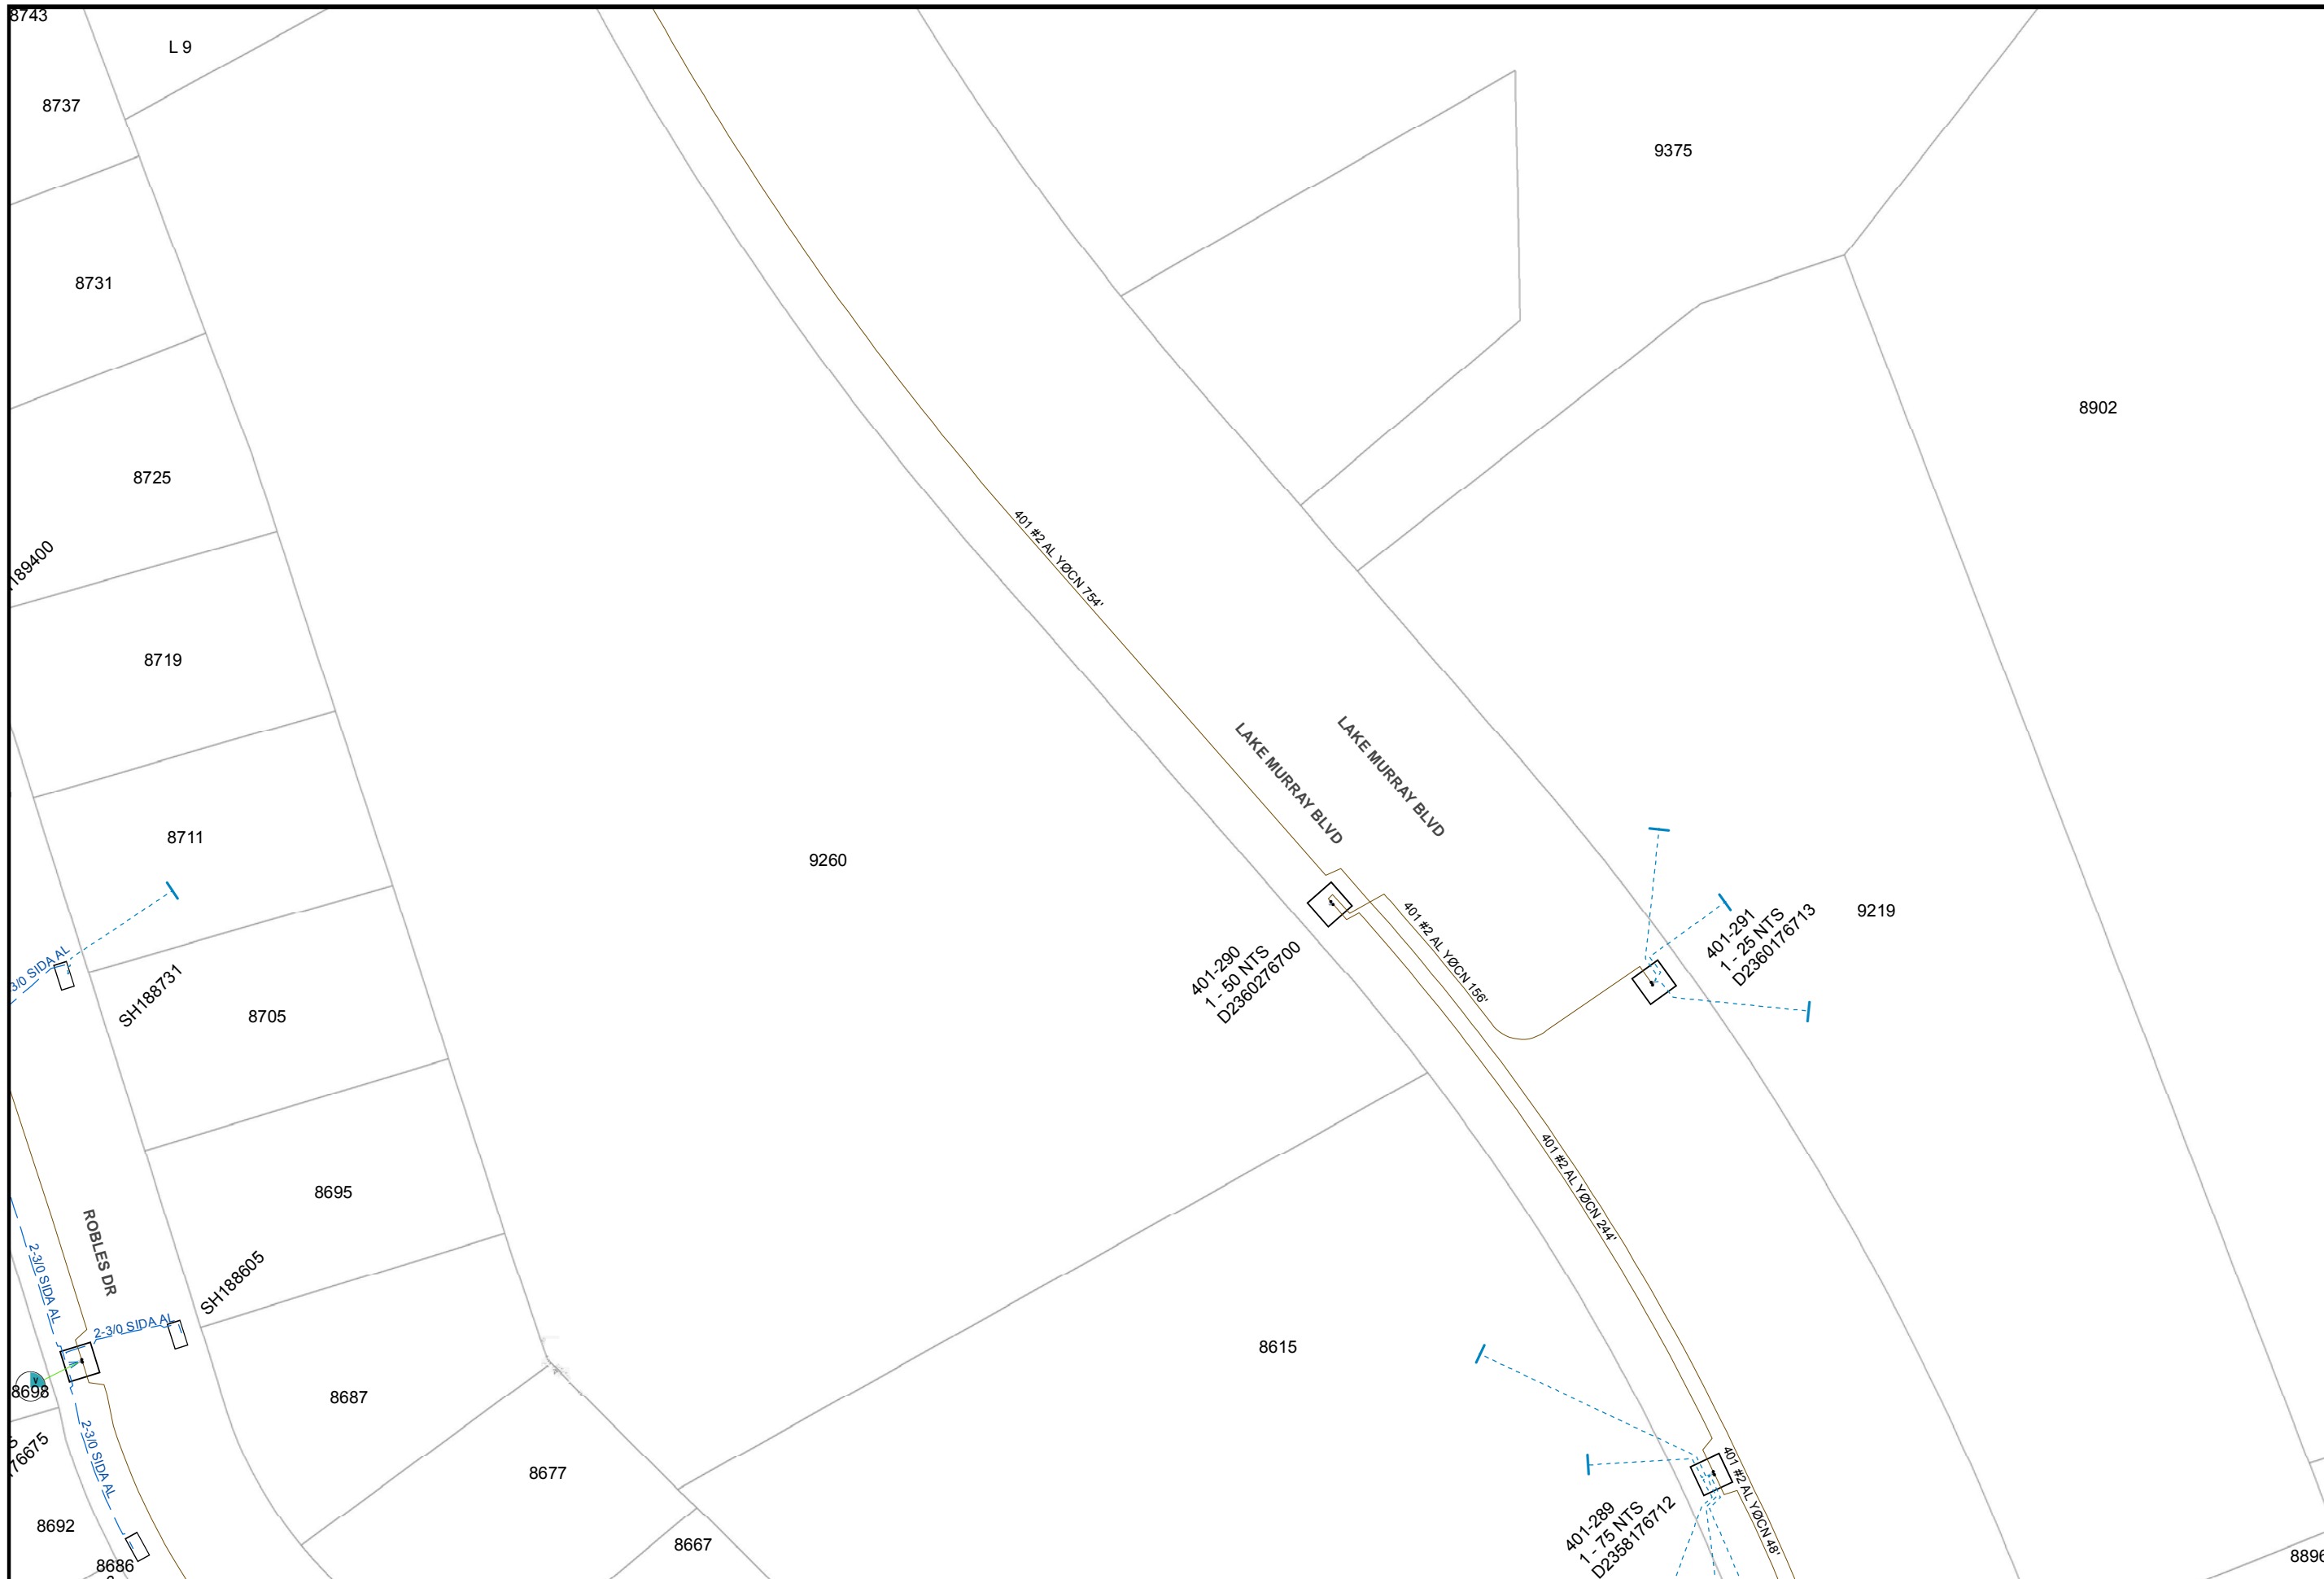 8743
L 9
8737
9375
8731
8902
8725
401 #2 AL YØCN 754'
189400
8719
LAKE MURRAY BLVD
LAKE MURRAY BLVD
8711
9260
401-291
1 - 25 NTS
D2360176713
9219
401 #2 AL YØCN 156'
401-290
1 - 50 NTS
D2360276700
3/0 SIDA AL
SH188731
8705
401 #2 AL YØCN 244'
8695
ROBLES DR
2-3/0 SIDA AL
SH188605
2-3/0 SIDA AL
8615
V
8698
8687
76675
2-3/0 SIDA AL
8677
401 #2 AL YØCN 48'
401-289
1 - 75 NTS
D2358176712
8692
8667
8686
8896